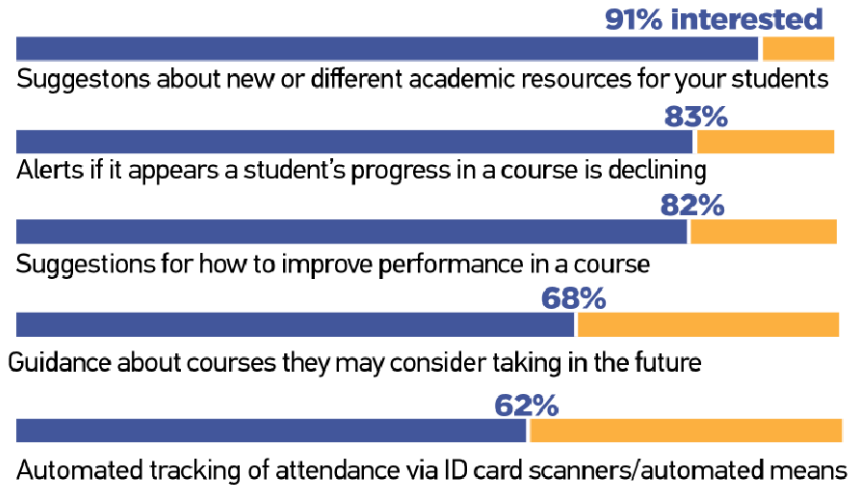 91% interested
Suggestons about new or different academic resources for your students
83%
Alerts if it appears a student's progress in a course is declining
82%
Suggestions for how to improve performance in a course
68%
Guidance about courses they may consider taking in the future
62%
Automated tracking of attendance via ID card scanners/automated means